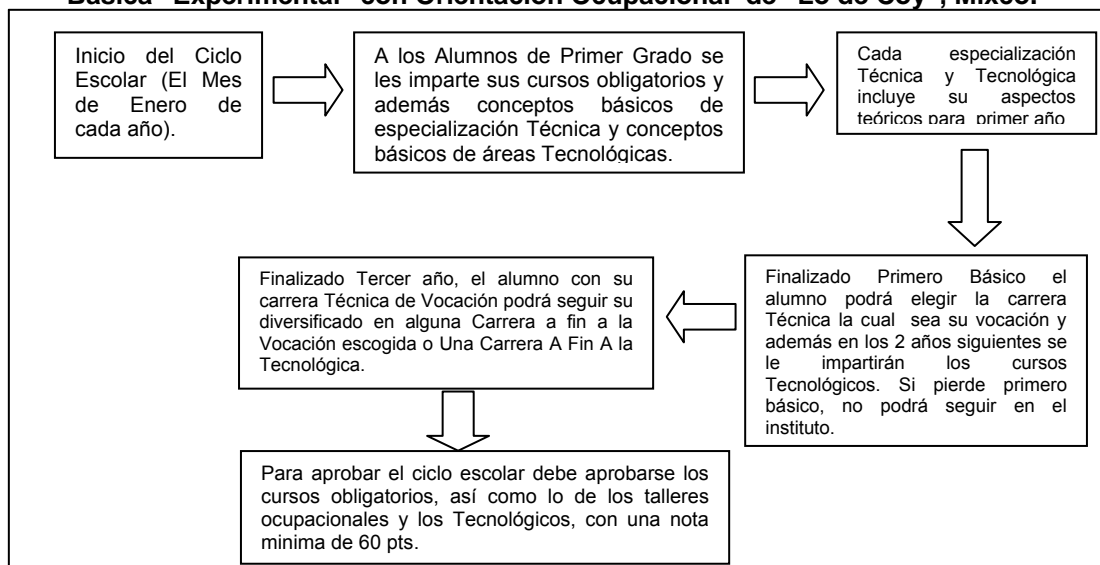 Básica "Experimental" con Orientación Ocupacional de "Lo de Coy", Mixco.
Inicio del Ciclo
Escolar (El Mes
de Enero de
cada año).
A los Alumnos de Primer Grado se
les imparte sus cursos obligatorios y
además conceptos básicos de
especialización Técnica y conceptos
básicos de áreas Tecnológicas.
Cada especialización
Técnica y Tecnológica
incluye su aspectos
teóricos para primer año
Finalizado Primero Básico el
alumno podrá elegir la carrera
Técnica la cual sea su vocación y
además en los 2 años siguientes se
le impartirán los cursos
Tecnológicos. Si pierde primero
básico, no podrá seguir en el
instituto.
Finalizado Tercer año, el alumno con su
carrera Técnica de Vocación podrá seguir su
diversificado en alguna Carrera a fin a la
Vocación escogida o Una Carrera A Fin A la
Tecnológica.
Para aprobar el ciclo escolar debe aprobarse los
cursos obligatorios, así como lo de los talleres
ocupacionales y los Tecnológicos, con una nota
minima de 60 pts.